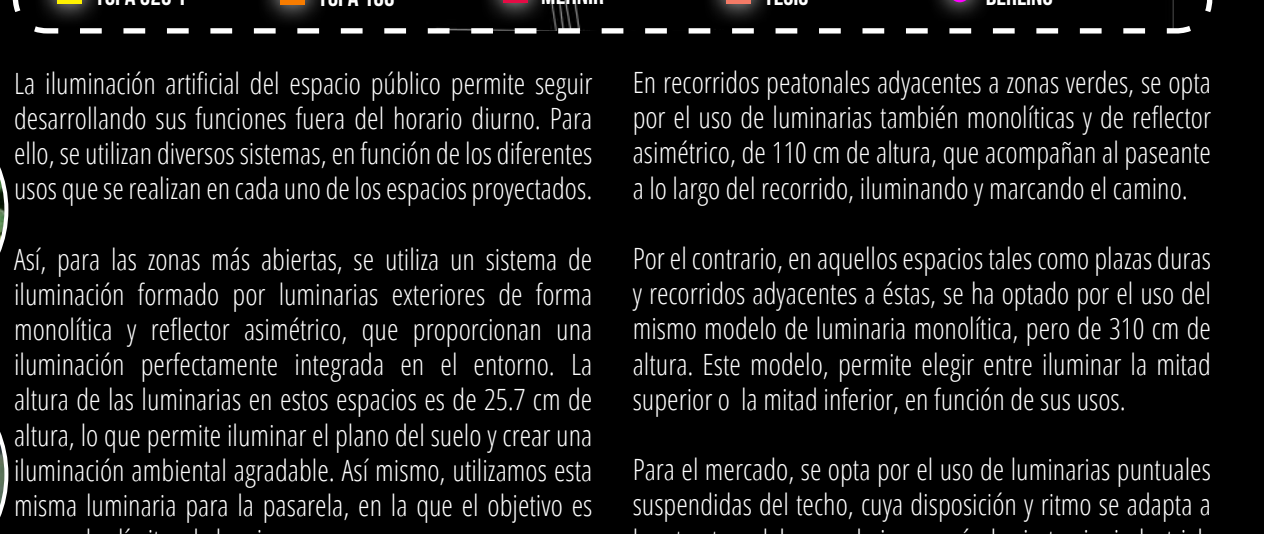 La iluminación artificial del espacio público permite seguir
desarrollando sus funciones fuera del horario diurno. Para
ello, se utilizan diversos sistemas, en función de los diferentes
usos que se realizan en cada uno de los espacios proyectados.
Así, para las zonas más abiertas, se utiliza un sistema de
iluminación formado por luminarias exteriores de forma
monolítica y reflector asimétrico, que proporcionan una
iluminación perfectamente integrada en el entorno. La
altura de las luminarias en estos espacios es de 25.7 cm de
altura, lo que permite iluminar el plano del suelo y crear una
iluminación ambiental agradable. Así mismo, utilizamos esta
misma luminaria para la pasarela, en la que el objetivo es
En recorridos peatonales adyacentes a zonas verdes, se opta
por el uso de luminarias también monolíticas y de reflector
asimétrico, de 110 cm de altura, que acompañan al paseante
a lo largo del recorrido, iluminando y marcando el camino.
Por el contrario, en aquellos espacios tales como plazas duras
y recorridos adyacentes a éstas, se ha optado por el uso del
mismo modelo de luminaria monolítica, pero de 310 cm de
altura. Este modelo, permite elegir entre iluminar la mitad
superior o la mitad inferior, en función de sus usos.
Para el mercado, se opta por el uso de luminarias puntuales
suspendidas del techo, cuya disposición y ritmo se adapta a